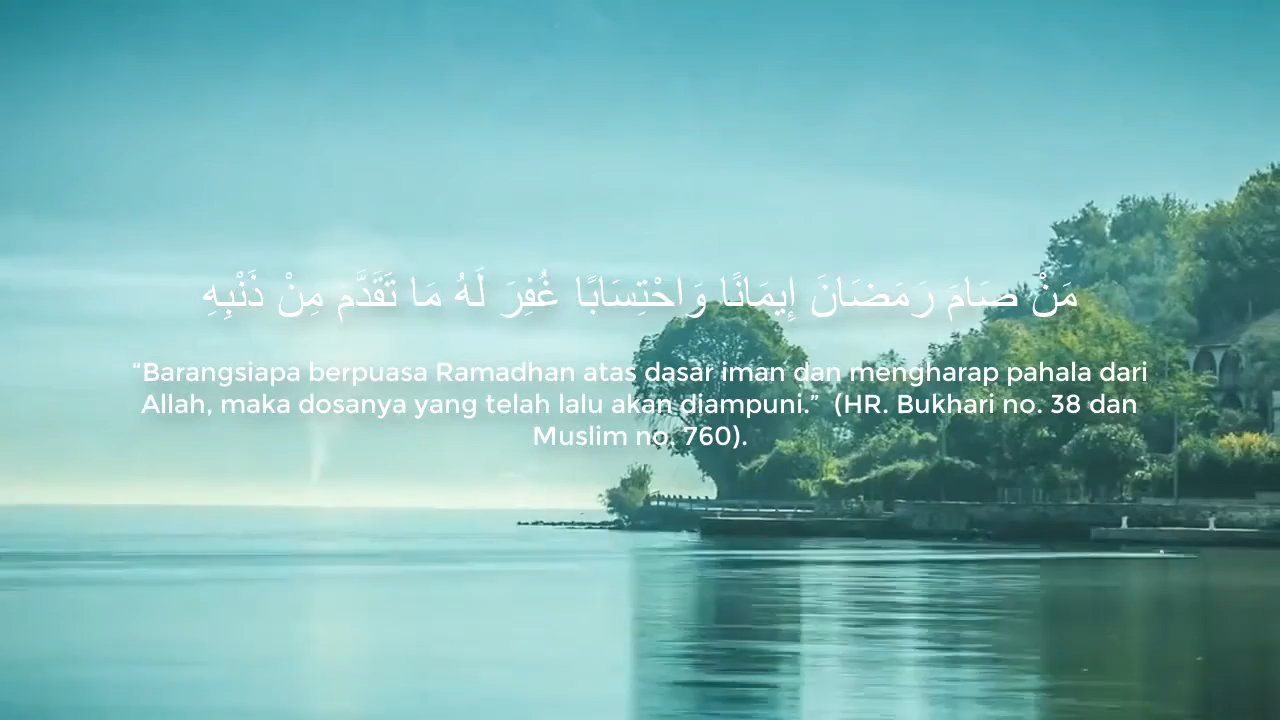 مَنْ صَامَ رَمَضَانَ إِيمَانًا وَاحْتِسَابًا غُفِرَ لَهُ مَا تَقَدَّمَ مِنْ ذَنْبِهِ
“Barangsiapa berpuasa Ramadhan atas dasar iman dan mengharap pahala dari
Allah, maka dosanya yang telah lalu akan diampuni.” (HR. Bukhari no. 38 dan
Muslim no. 760).